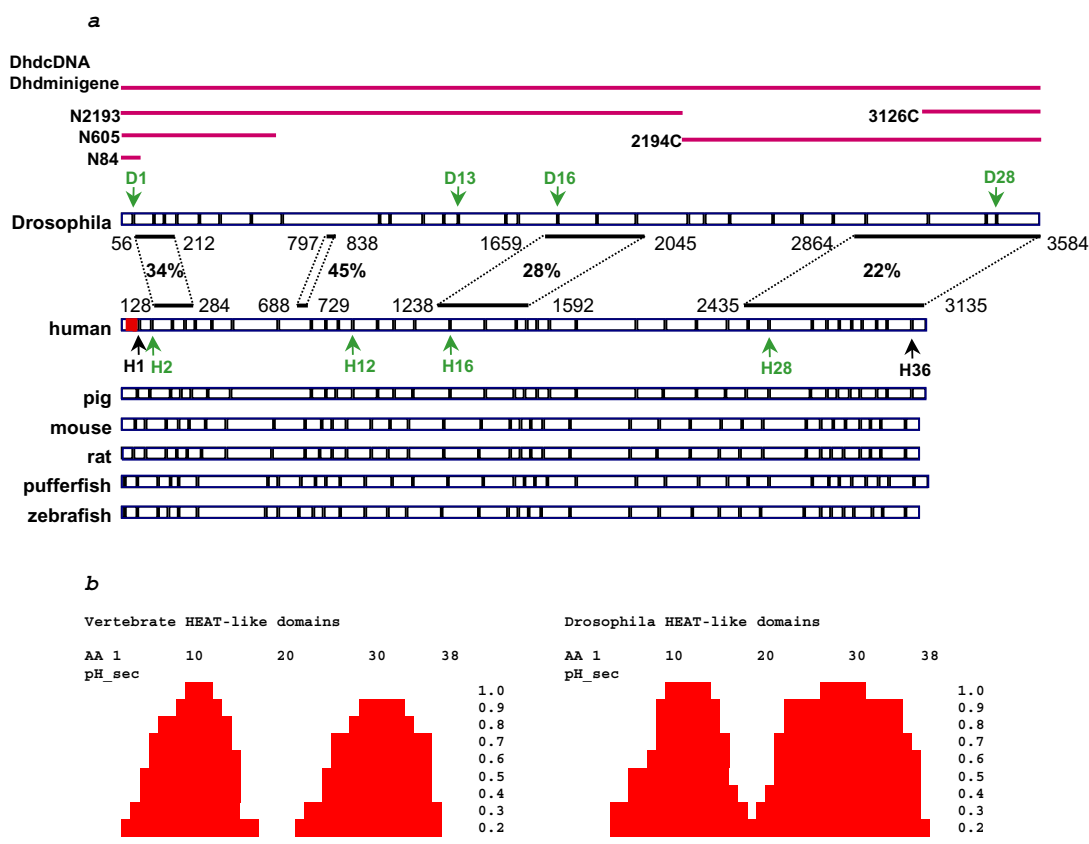 a
DhdcDNA
Dhdminigene
N2193
3126C
N605
2194C
N84
D1 D13 D16 D28
Drosophila
56 212 797 838 1659 2045 2864 3584
34% 45% 28% 22%
128 284 688 729 1238 1592 2435 3135
human
H1 H2 H12 H16 H28 H36
pig
mouse
rat
pufferfish
zebrafish
b
Vertebrate HEAT-like domains
AA 1 10 20 30 38
pH_sec
1.0
0.9
0.8
0.7
0.6
0.5
0.4
0.3
0.2
Drosophila HEAT-like domains
AA 1 10 20 30 38
pH_sec
1.0
0.9
0.8
0.7
0.6
0.5
0.4
0.3
0.2